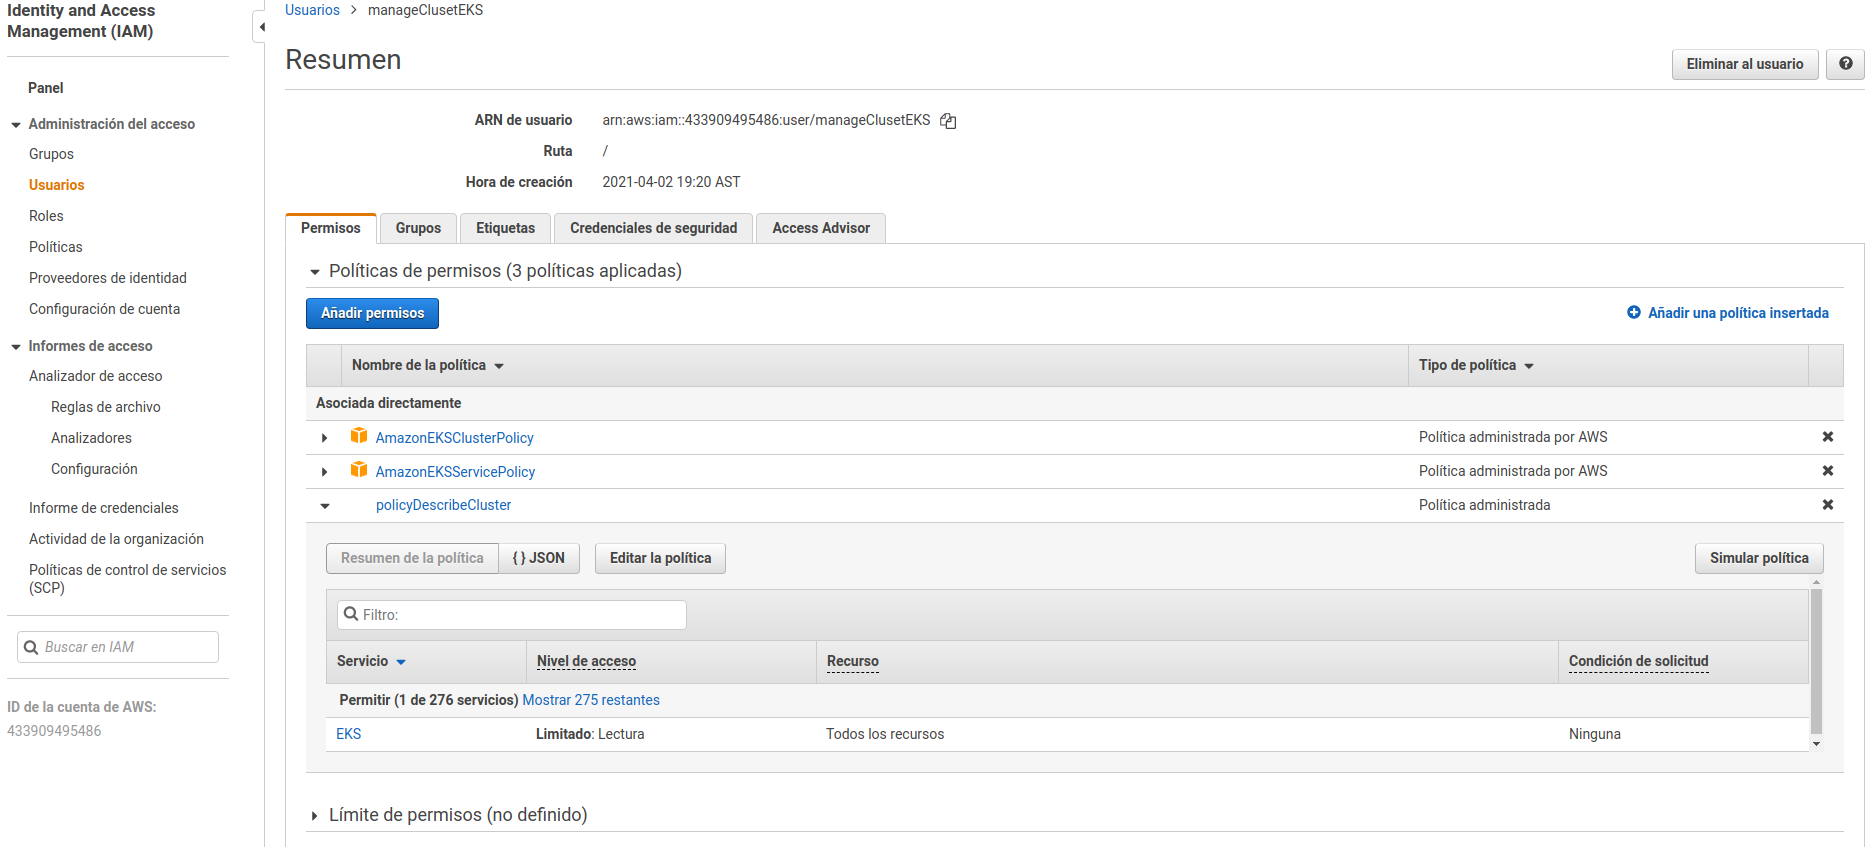 Identity and Access
Management (IAM)
Panel
Administración del acceso
Grupos
Usuarios
Roles
Políticas
Proveedores de identidad
Configuración de cuenta
Informes de acceso
Analizador de acceso
Reglas de archivo
Analizadores
Configuración
Informe de credenciales
Actividad de la organización
Políticas de control de servicios
(SCP)
Buscar en IAM
ID de la cuenta de AWS:
433909495486
Usuarios > manageClusetEKS
Resumen
Eliminar al usuario
ARN de usuario arn:aws:iam::433909495486:user/manageClusetEKS
Ruta /
Hora de creación 2021-04-02 19:20 AST
Permisos Grupos Etiquetas Credenciales de seguridad Access Advisor
Políticas de permisos (3 políticas aplicadas)
Añadir permisos Añadir una política insertada
Nombre de la política Tipo de política
Asociada directamente
AmazonEKSClusterPolicy Política administrada por AWS
AmazonEKSServicePolicy Política administrada por AWS
policyDescribeCluster Política administrada
Resumen de la política { } JSON Editar la política Simular política
Filtro:
Servicio Nivel de acceso Recurso Condición de solicitud
Permitir (1 de 276 servicios) Mostrar 275 restantes
EKS Limitado: Lectura Todos los recursos Ninguna
Límite de permisos (no definido)